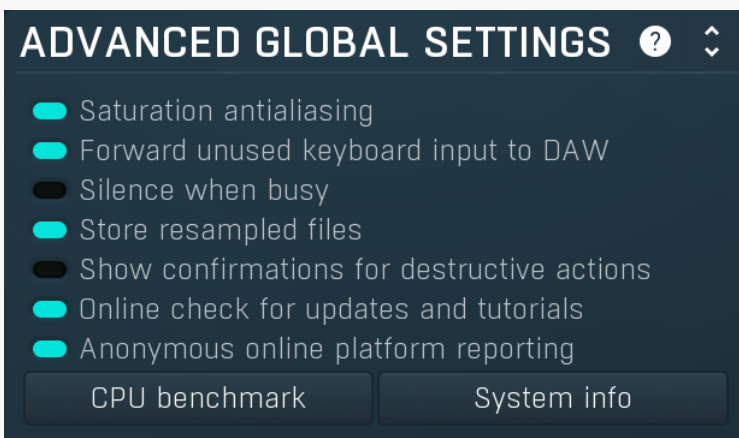 ADVANCED GLOBAL SETTINGS ?
Saturation antialiasing
Forward unused keyboard input to DAW
Silence when busy
Store resampled files
Show confirmations for destructive actions
Online check for updates and tutorials
Anonymous online platform reporting
CPU benchmark System info